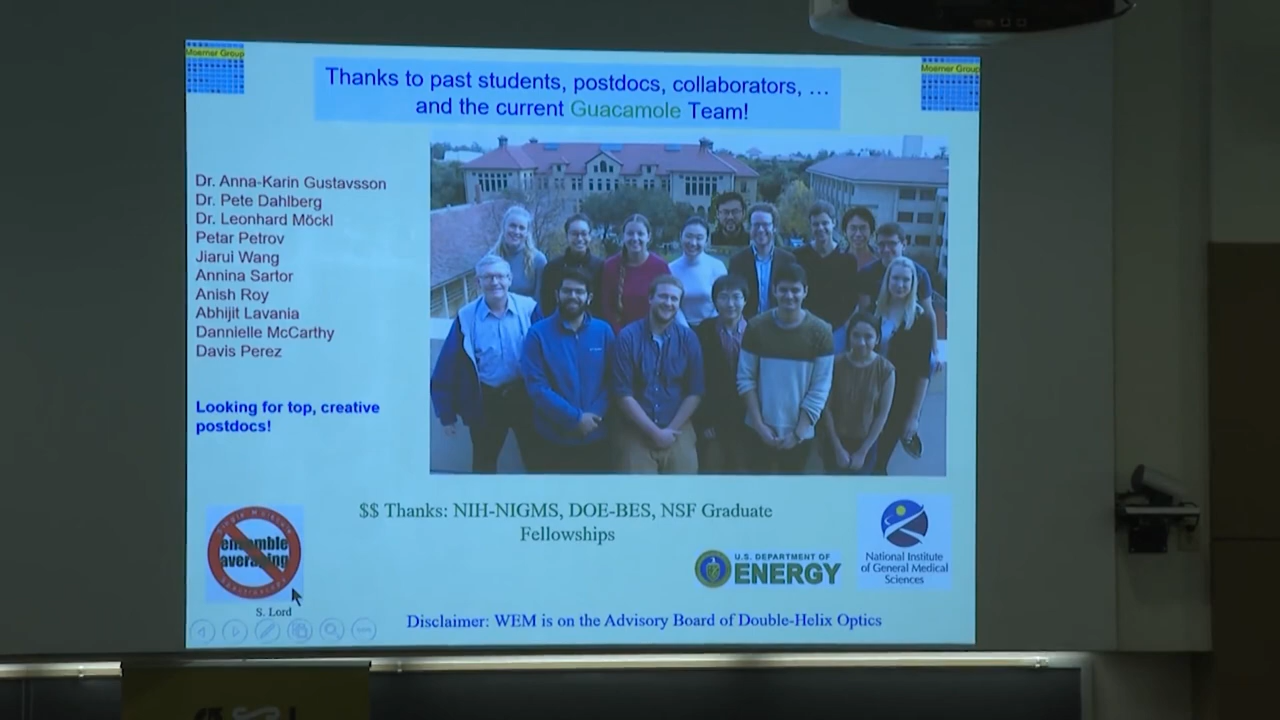 Moerner Group
Moerner Group
Thanks to past students, postdocs, collaborators, …
and the current Guacamole Team!
Dr. Anna-Karin Gustavsson
Dr. Pete Dahlberg
Dr. Leonhard Möckl
Petar Petrov
Jiarui Wang
Annina Sartor
Anish Roy
Abhijit Lavania
Dannielle McCarthy
Davis Perez
Looking for top, creative
postdocs!
$$ Thanks: NIH-NIGMS, DOE-BES, NSF Graduate
Fellowships
ensemble
averaging
S. Lord
U.S. DEPARTMENT OF
ENERGY
National Institute
of General Medical
Sciences
Disclaimer: WEM is on the Advisory Board of Double-Helix Optics